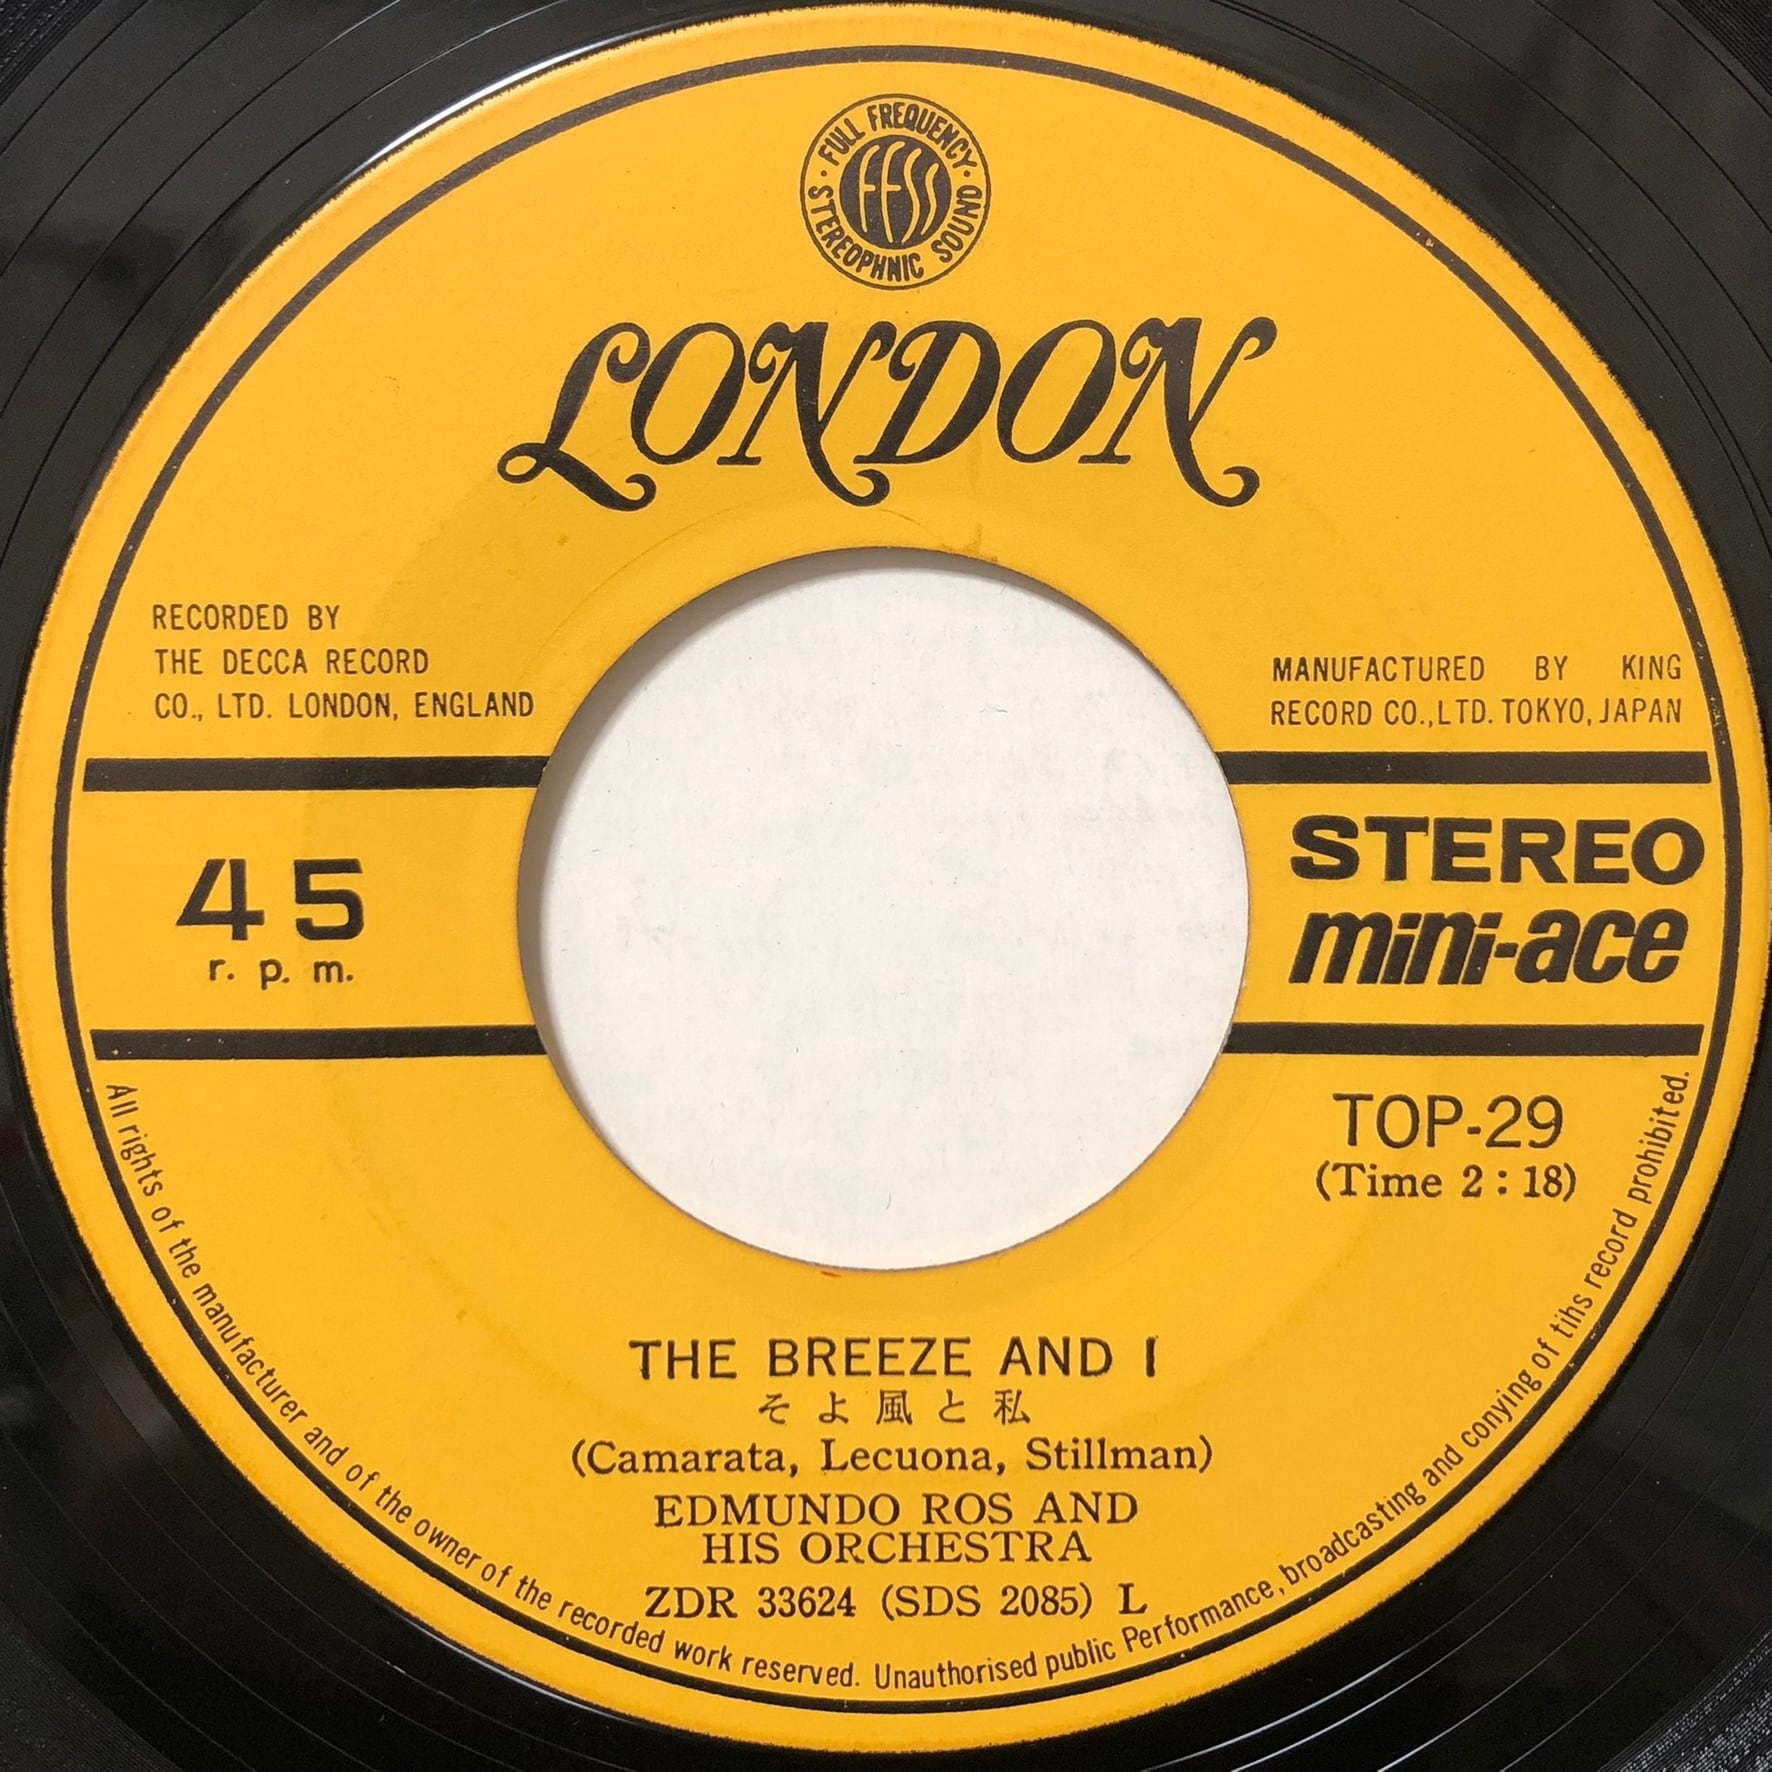 FULL FREQUENCY
FFSS
STEREOPHNIC SOUND
LONDON
RECORDED BY
THE DECCA RECORD
CO., LTD. LONDON, ENGLAND
MANUFACTURED BY KING
RECORD CO., LTD. TOKYO, JAPAN
45
r. p. m.
STEREO
mini-ace
TOP-29
(Time 2:18)
THE BREEZE AND I
そよ風と私
(Camarata, Lecuona, Stillman)
EDMUNDO ROS AND
HIS ORCHESTRA
ZDR 33624 (SDS 2085) L
All rights of the manufacturer and of the owner of the recorded work reserved. Unauthorised public Performance, broadcasting and conying of tihs record prohibited.